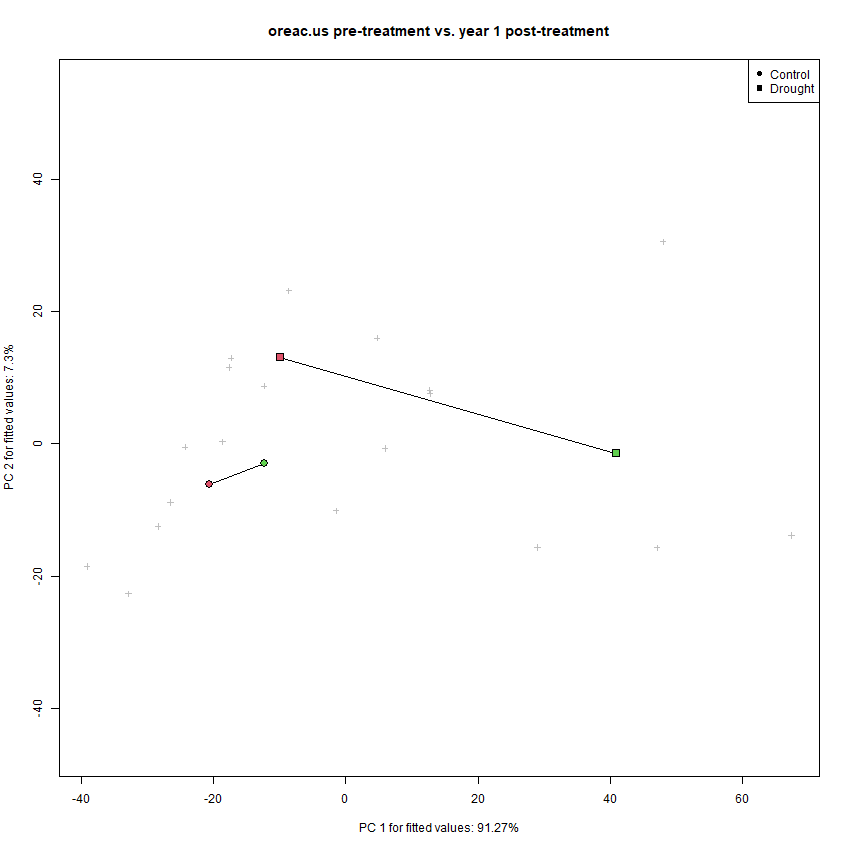 oreac.us pre-treatment vs. year 1 post-treatment
Control
Drought
PC 2 for fitted values: 7.3%
40
20
0
-20
-40
-40
-20
0
20
40
60
PC 1 for fitted values: 91.27%